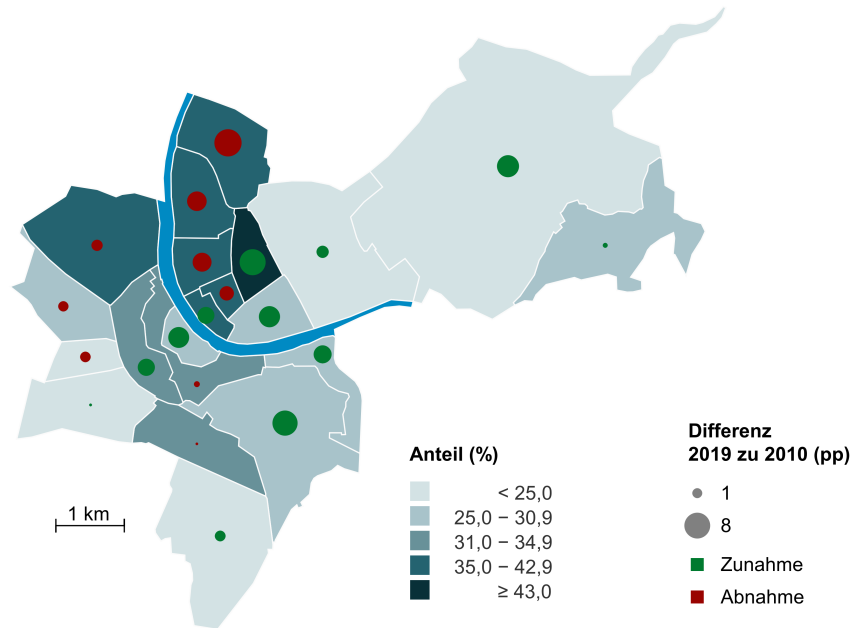 1 km
Anteil (%)
< 25,0
25,0 – 30,9
31,0 – 34,9
35,0 – 42,9
≥ 43,0
Differenz
2019 zu 2010 (pp)
1
8
Zunahme
Abnahme